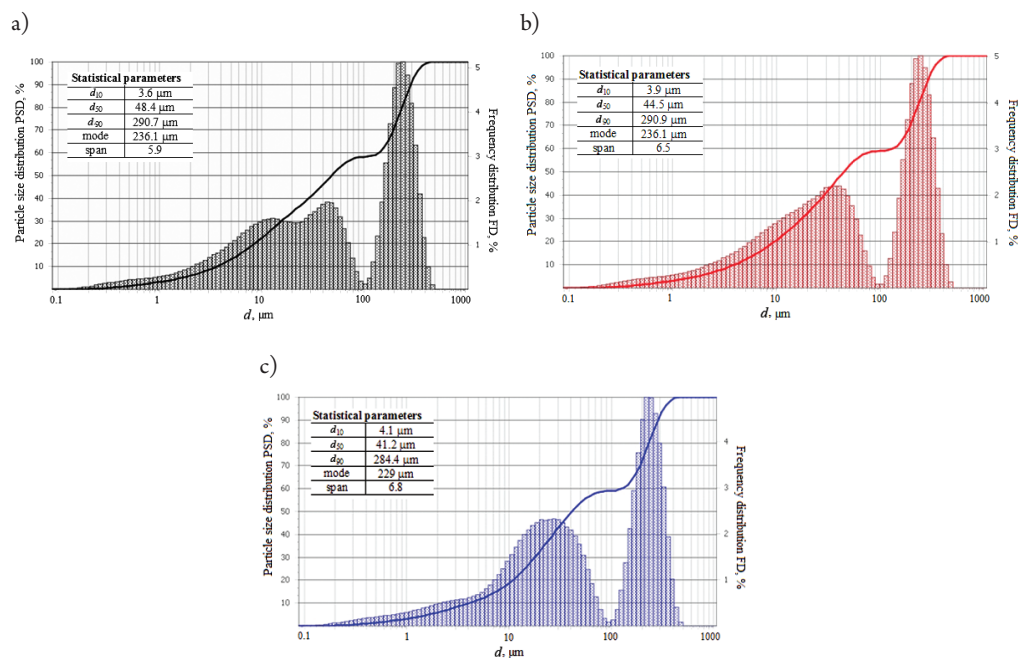 a)
Particle size distribution PSD, %
100
90
80
70
60
50
40
30
20
10
Statistical parameters
d10 3.6 μm
d50 48.4 μm
d90 290.7 μm
mode 236.1 μm
span 5.9
5
4
3
2
1
Frequency distribution FD, %
0.1 1 10 100 1000
d, μm
b)
Particle size distribution PSD, %
100
90
80
70
60
50
40
30
20
10
Statistical parameters
d10 3.9 μm
d50 44.5 μm
d90 290.9 μm
mode 236.1 μm
span 6.5
5
4
3
2
1
Frequency distribution FD, %
0.1 1 10 100 1000
d, μm
c)
Particle size distribution PSD, %
100
90
80
70
60
50
40
30
20
10
Statistical parameters
d10 4.1 μm
d50 41.2 μm
d90 284.4 μm
mode 229 μm
span 6.8
4
3
2
1
Frequency distribution FD, %
0.1 1 10 100 1000
d, μm